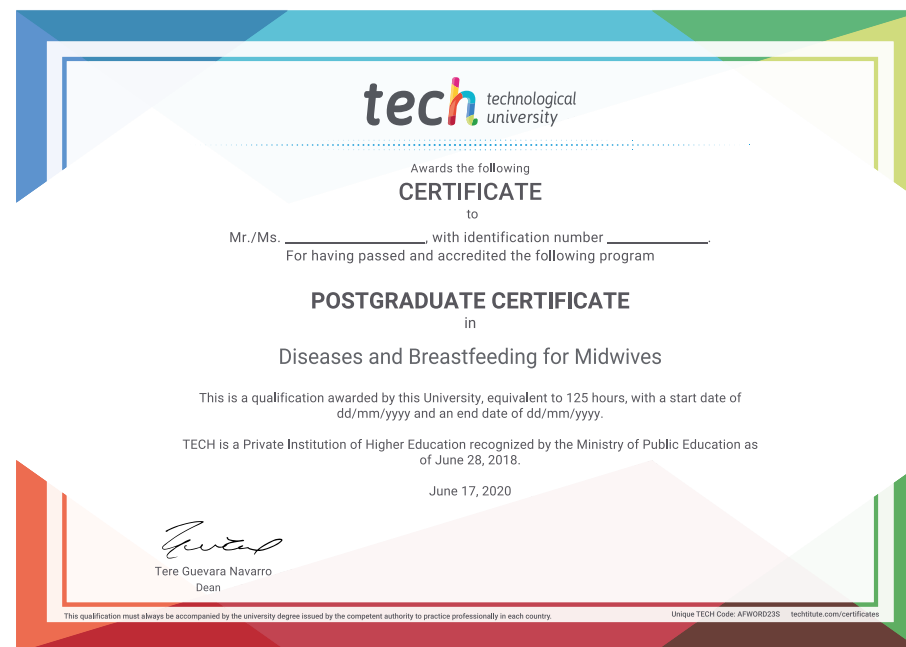 tech technological
university
Awards the following
CERTIFICATE
to
Mr./Ms. ____________________, with identification number ______________.
For having passed and accredited the following program
POSTGRADUATE CERTIFICATE
in
Diseases and Breastfeeding for Midwives
This is a qualification awarded by this University, equivalent to 125 hours, with a start date of
dd/mm/yyyy and an end date of dd/mm/yyyy.
TECH is a Private Institution of Higher Education recognized by the Ministry of Public Education as
of June 28, 2018.
June 17, 2020
Tere Guevara Navarro
Dean
This qualification must always be accompanied by the university degree issued by the competent authority to practice professionally in each country.
Unique TECH Code: AFWORD23S techtitute.com/certificates